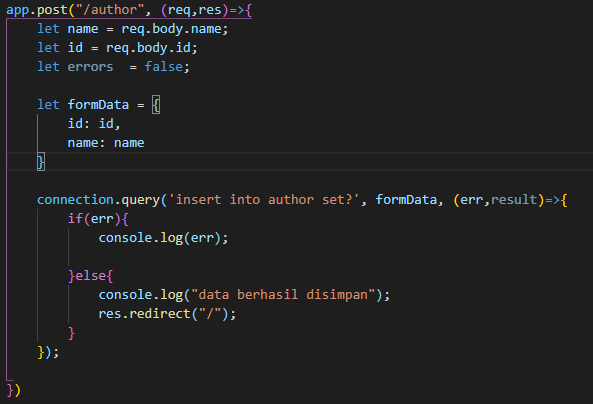 app.post("/author", (req,res)=>{
let name = req.body.name;
let id = req.body.id;
let errors  = false;
let formData = {
id: id,
name: name
}
connection.query('insert into author set?', formData, (err,result)=>{
if(err){
console.log(err);
}else{
console.log("data berhasil disimpan");
res.redirect("/");
}
});
})